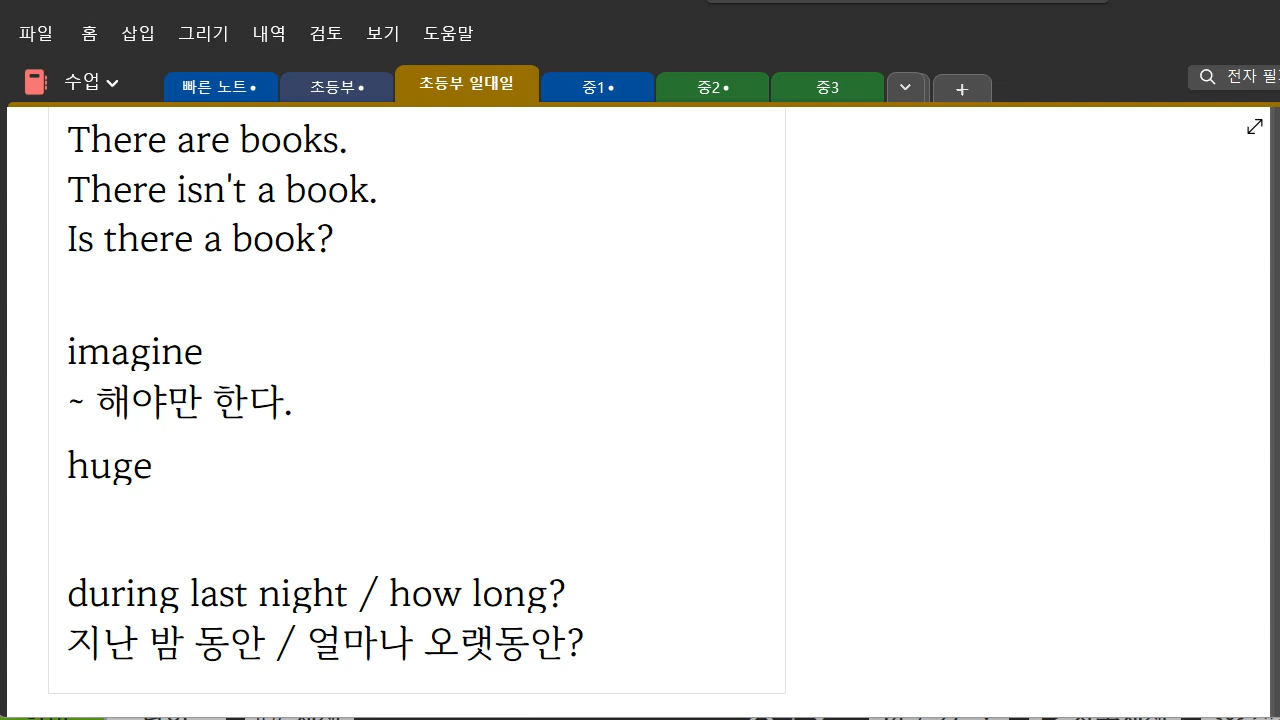 파일 홈 삽입 그리기 내역 검토 보기 도움말
수업 빠른 노트• 초등부• 초등부 일대일 중1• 중2• 중3 + 전자
There are books.
There isn't a book.
Is there a book?
imagine
~ 해야만 한다.
huge
during last night / how long?
지난 밤 동안 / 얼마나 오랫동안?